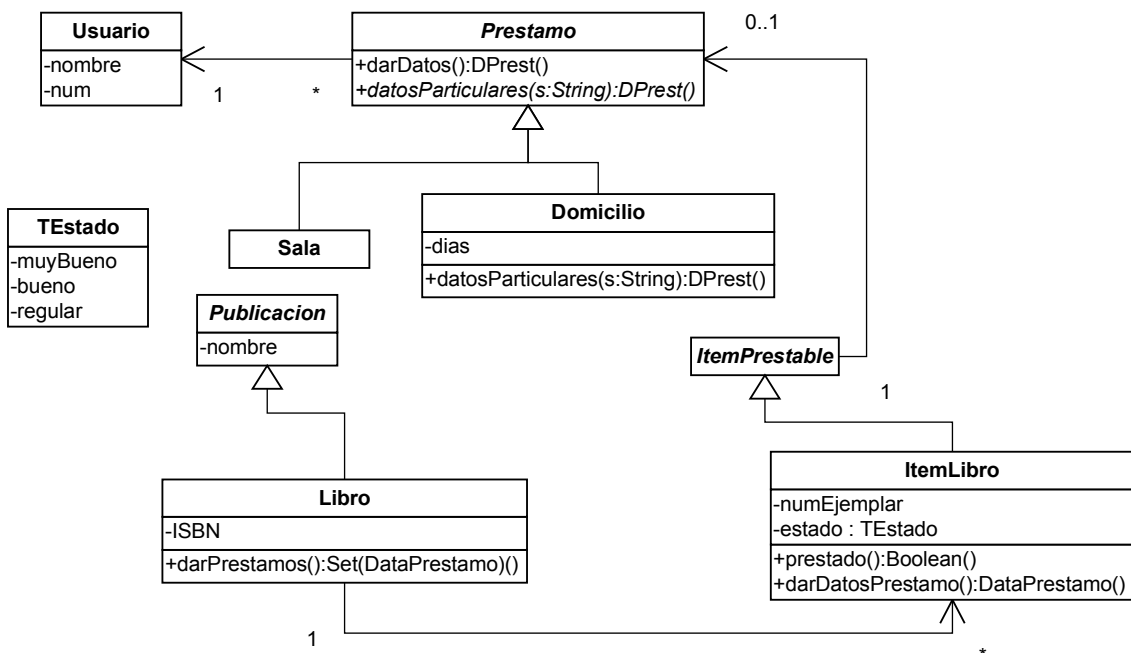 Usuario
-nombre
-num
1
*
Prestamo
+darDatos():DPrest()
+datosParticulares(s:String):DPrest()
0..1
TEstado
-muyBueno
-bueno
-regular
Sala
Domicilio
-dias
+datosParticulares(s:String):DPrest()
Publicacion
-nombre
ItemPrestable
1
Libro
-ISBN
+darPrestamos():Set(DataPrestamo)()
ItemLibro
-numEjemplar
-estado : TEstado
+prestado():Boolean()
+darDatosPrestamo():DataPrestamo()
1
*